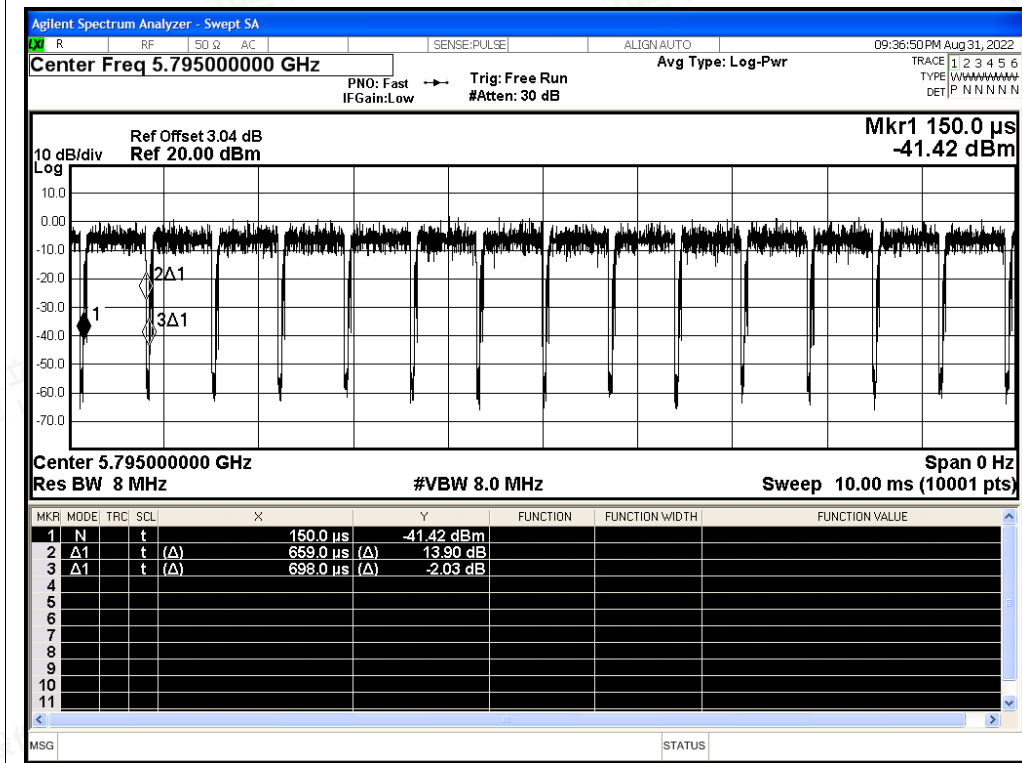 Agilent Spectrum Analyzer - Swept SA
LXI R RF 50 Ω AC SENSE:PULSE ALIGN AUTO 09:36:50 PM Aug 31, 2022
Center Freq 5.795000000 GHz
PNO: Fast
IFGain:Low
Trig: Free Run
#Atten: 30 dB
Avg Type: Log-Pwr
TRACE 1 2 3 4 5 6
TYPE W
DET P N N N N N
Ref Offset 3.04 dB
10 dB/div Ref 20.00 dBm
Log
Mkr1 150.0 µs
-41.42 dBm
10.0
0.00
-10.0
-20.0
-30.0
-40.0
-50.0
-60.0
-70.0
2Δ1
1
3Δ1
Center 5.795000000 GHz Span 0 Hz
Res BW 8 MHz #VBW 8.0 MHz Sweep 10.00 ms (10001 pts)
MKR MODE TRC SCL X Y FUNCTION FUNCTION WIDTH FUNCTION VALUE
1 N t 150.0 µs -41.42 dBm
2 Δ1 t (Δ) 659.0 µs (Δ) 13.90 dB
3 Δ1 t (Δ) 698.0 µs (Δ) -2.03 dB
4
5
6
7
8
9
10
11
MSG STATUS